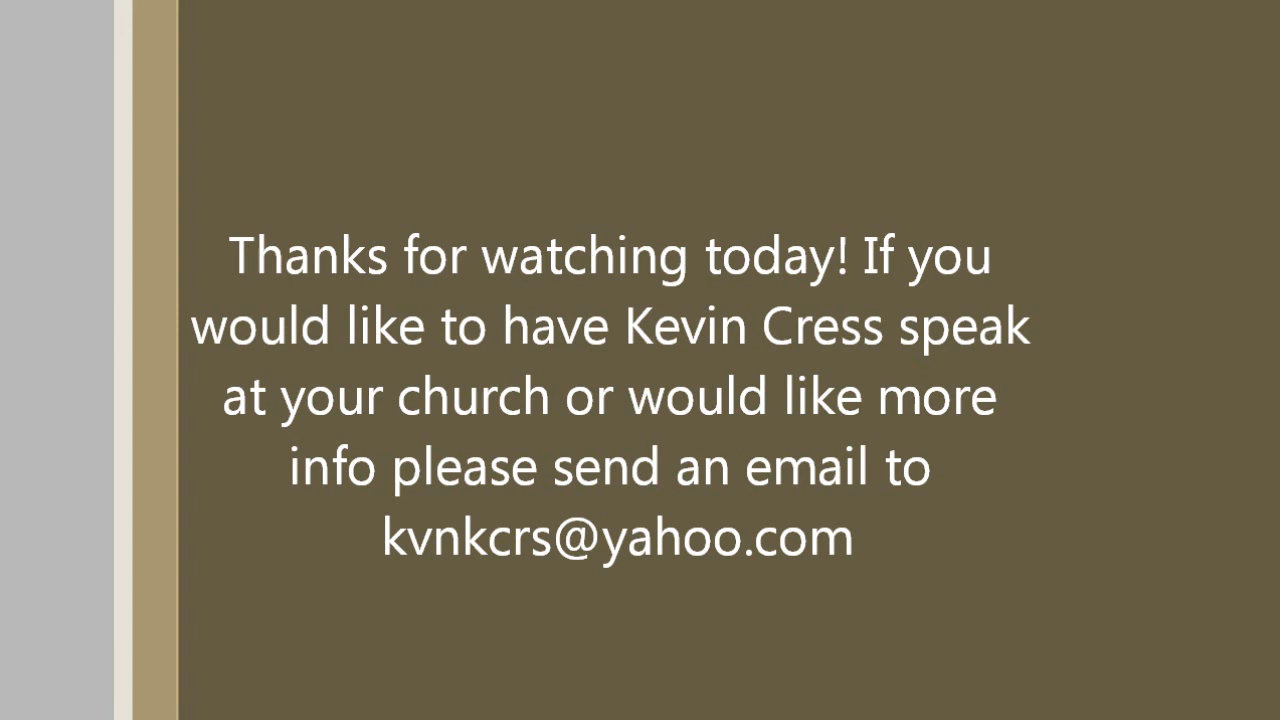 Thanks for watching today! If you
would like to have Kevin Cress speak
at your church or would like more
info please send an email to
kvnkcrs@yahoo.com